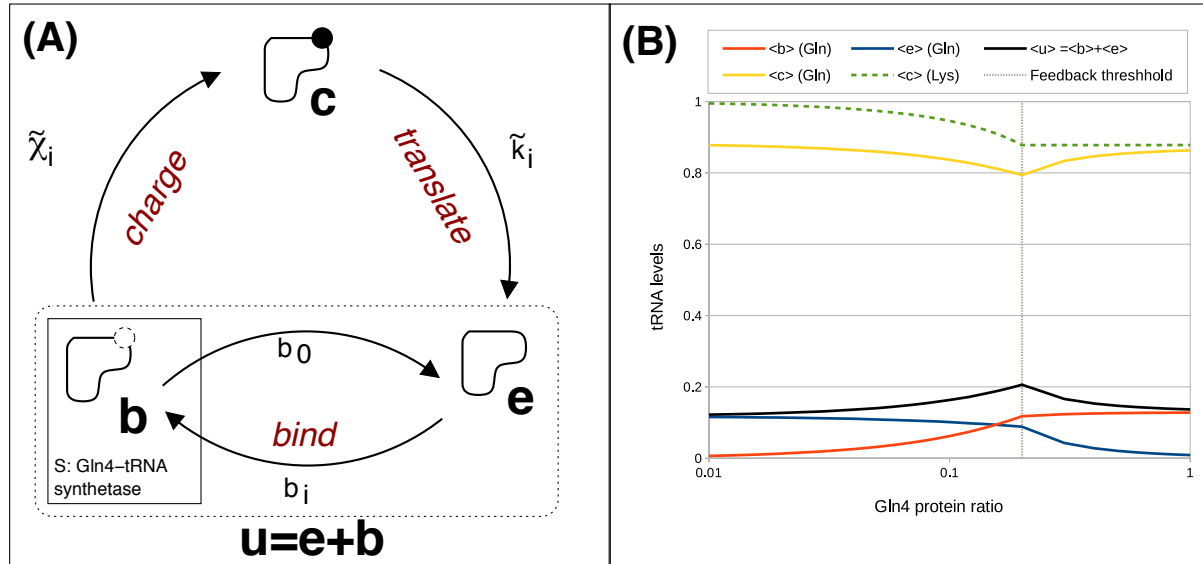 (A)
c
χ̃i
k̃i
charge
translate
b0
b
e
bind
bi
S: Gln4–tRNA
synthetase
u=e+b
(B)
<b> (Gln) <e> (Gln) <u> =<b>+<e>
<c> (Gln) <c> (Lys) Feedback threshhold
1
0.8
0.6
0.4
0.2
0
tRNA levels
0.01 0.1 1
Gln4 protein ratio